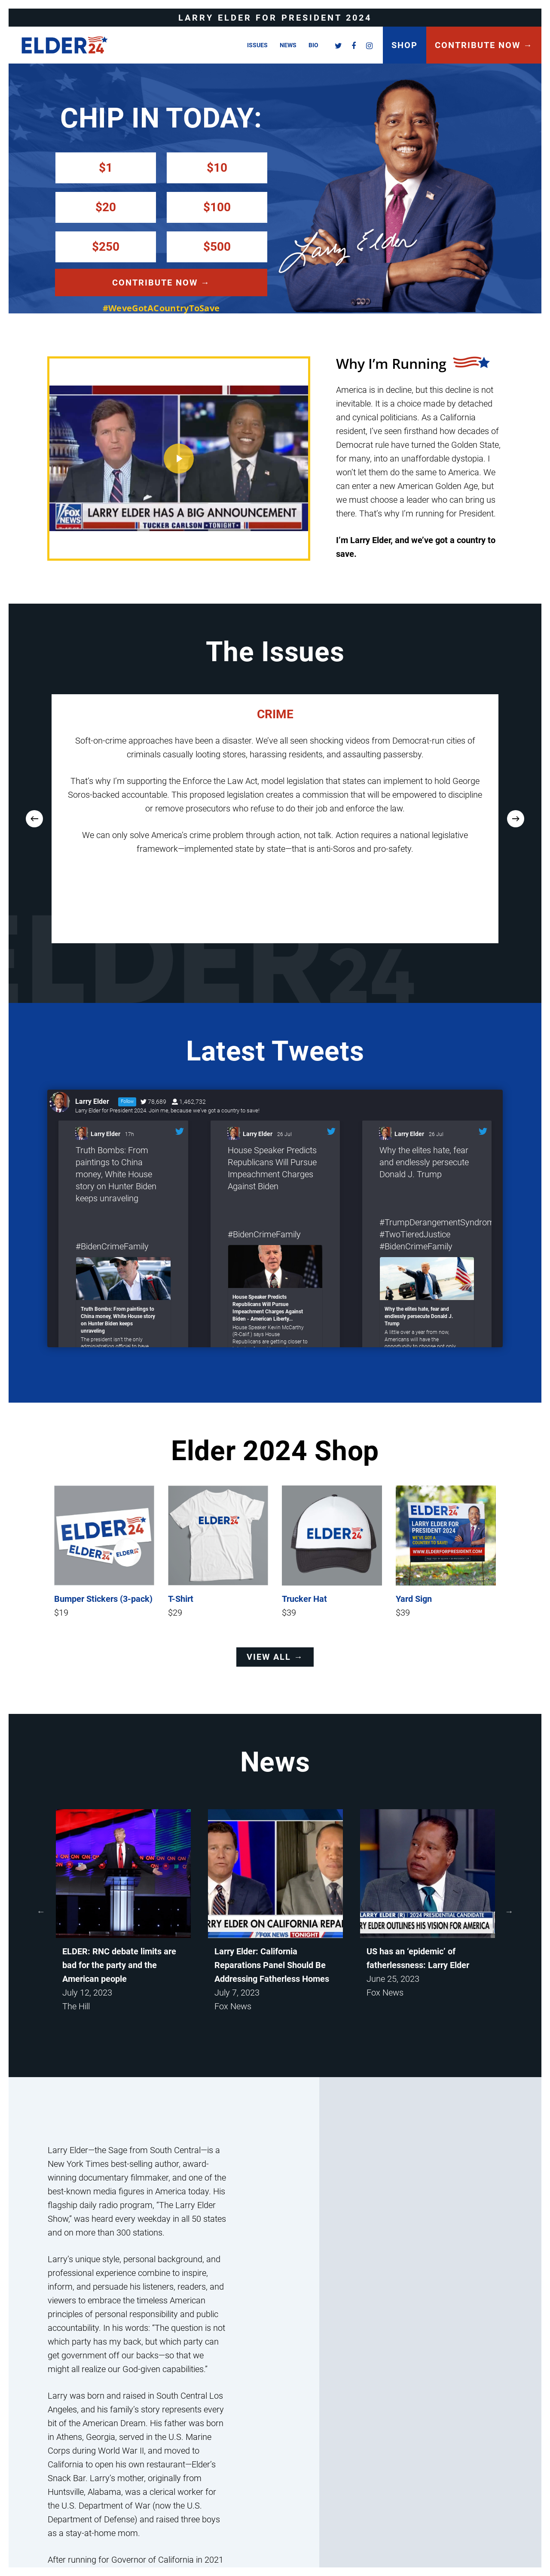 LARRY ELDER FOR PRESIDENT 2024
ELDER24
ISSUES NEWS BIO
SHOP
CONTRIBUTE NOW →
CHIP IN TODAY:
$1 $10
$20 $100
$250 $500
CONTRIBUTE NOW →
#WeveGotACountryToSave
Larry Elder
Why I'm Running
America is in decline, but this decline is not
inevitable. It is a choice made by detached
and cynical politicians. As a California
resident, I've seen firsthand how decades of
Democrat rule have turned the Golden State,
for many, into an unaffordable dystopia. I
won't let them do the same to America. We
can enter a new American Golden Age, but
we must choose a leader who can bring us
there. That's why I'm running for President.
I'm Larry Elder, and we've got a country to
save.
FOX
NEWS
LARRY ELDER HAS A BIG ANNOUNCEMENT
TUCKER CARLSON TONIGHT
The Issues
CRIME
Soft-on-crime approaches have been a disaster. We've all seen shocking videos from Democrat-run cities of
criminals casually looting stores, harassing residents, and assaulting passersby.
That's why I'm supporting the Enforce the Law Act, model legislation that states can implement to hold George
Soros-backed accountable. This proposed legislation creates a commission that will be empowered to discipline
or remove prosecutors who refuse to do their job and enforce the law.
We can only solve America's crime problem through action, not talk. Action requires a national legislative
framework—implemented state by state—that is anti-Soros and pro-safety.
ELDER24
Latest Tweets
Larry Elder Follow 78,689 1,462,732
Larry Elder for President 2024. Join me, because we've got a country to save!
Larry Elder 17h
Truth Bombs: From
paintings to China
money, White House
story on Hunter Biden
keeps unraveling
#BidenCrimeFamily
Truth Bombs: From paintings to
China money, White House story
on Hunter Biden keeps
unraveling
The president isn't the only
administration official to have
Larry Elder 28 Jul
House Speaker Predicts
Republicans Will Pursue
Impeachment Charges
Against Biden
#BidenCrimeFamily
House Speaker Predicts
Republicans Will Pursue
Impeachment Charges Against
Biden - American Liberty...
House Speaker Kevin McCarthy
(R-Calif.) says House
Republicans are getting closer to
Larry Elder 28 Jul
Why the elites hate, fear
and endlessly persecute
Donald J. Trump
#TrumpDerangementSyndrom
#TwoTieredJustice
#BidenCrimeFamily
Why the elites hate, fear and
endlessly persecute Donald J.
Trump
A little over a year from now,
Americans will have the
opportunity to choose not only
Elder 2024 Shop
ELDER24
ELDER24
ELDER
ELDER24
ELDER24
ELDER24
LARRY ELDER FOR
PRESIDENT 2024
WE'VE GOT A
COUNTRY TO SAVE!
WWW.ELDERFORPRESIDENT.COM
Bumper Stickers (3-pack)
$19
T-Shirt
$29
Trucker Hat
$39
Yard Sign
$39
VIEW ALL →
News
ELDER: RNC debate limits are
bad for the party and the
American people
July 12, 2023
The Hill
RRY ELDER ON CALIFORNIA REPA
FOX NEWS TONIGHT
Larry Elder: California
Reparations Panel Should Be
Addressing Fatherless Homes
July 7, 2023
Fox News
LARRY ELDER (R) | 2024 PRESIDENTIAL CANDIDATE
RY ELDER OUTLINES HIS VISION FOR AMERICA
US has an 'epidemic' of
fatherlessness: Larry Elder
June 25, 2023
Fox News
Larry Elder—the Sage from South Central—is a
New York Times best-selling author, award-
winning documentary filmmaker, and one of the
best-known media figures in America today. His
flagship daily radio program, "The Larry Elder
Show," was heard every weekday in all 50 states
and on more than 300 stations.
Larry's unique style, personal background, and
professional experience combine to inspire,
inform, and persuade his listeners, readers, and
viewers to embrace the timeless American
principles of personal responsibility and public
accountability. In his words: "The question is not
which party has my back, but which party can
get government off our backs—so that we
might all realize our God-given capabilities."
Larry was born and raised in South Central Los
Angeles, and his family's story represents every
bit of the American Dream. His father was born
in Athens, Georgia, served in the U.S. Marine
Corps during World War II, and moved to
California to open his own restaurant—Elder's
Snack Bar. Larry's mother, originally from
Huntsville, Alabama, was a clerical worker for
the U.S. Department of War (now the U.S.
Department of Defense) and raised three boys
as a stay-at-home mom.
After running for Governor of California in 2021